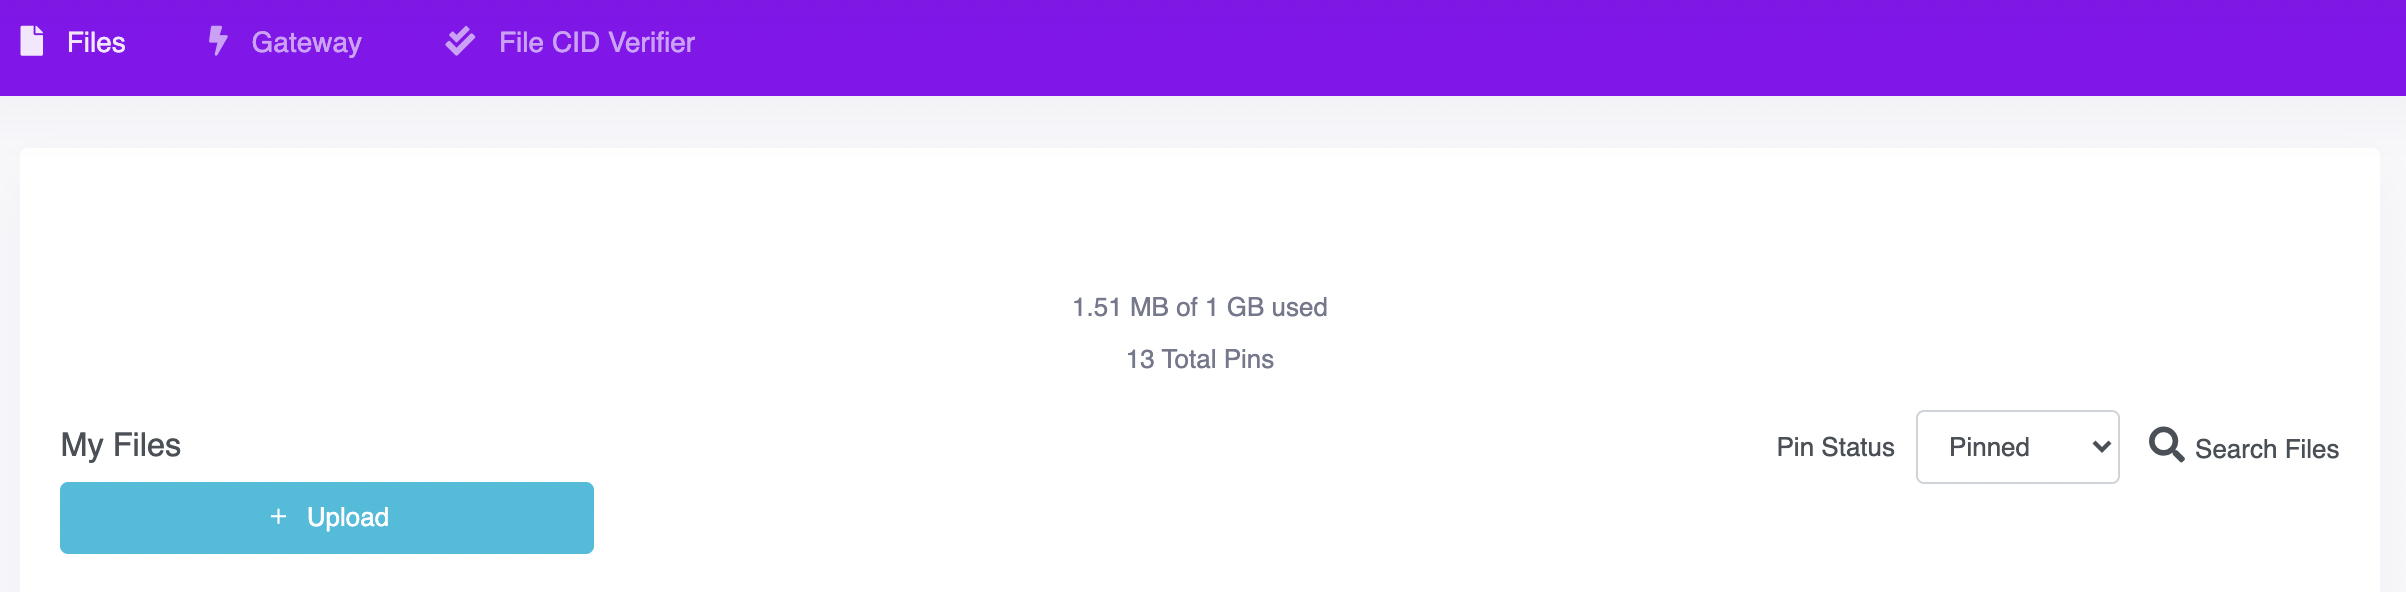 Files Gateway File CID Verifier
1.51 MB of 1 GB used
13 Total Pins
My Files Pin Status Pinned Search Files
+ Upload